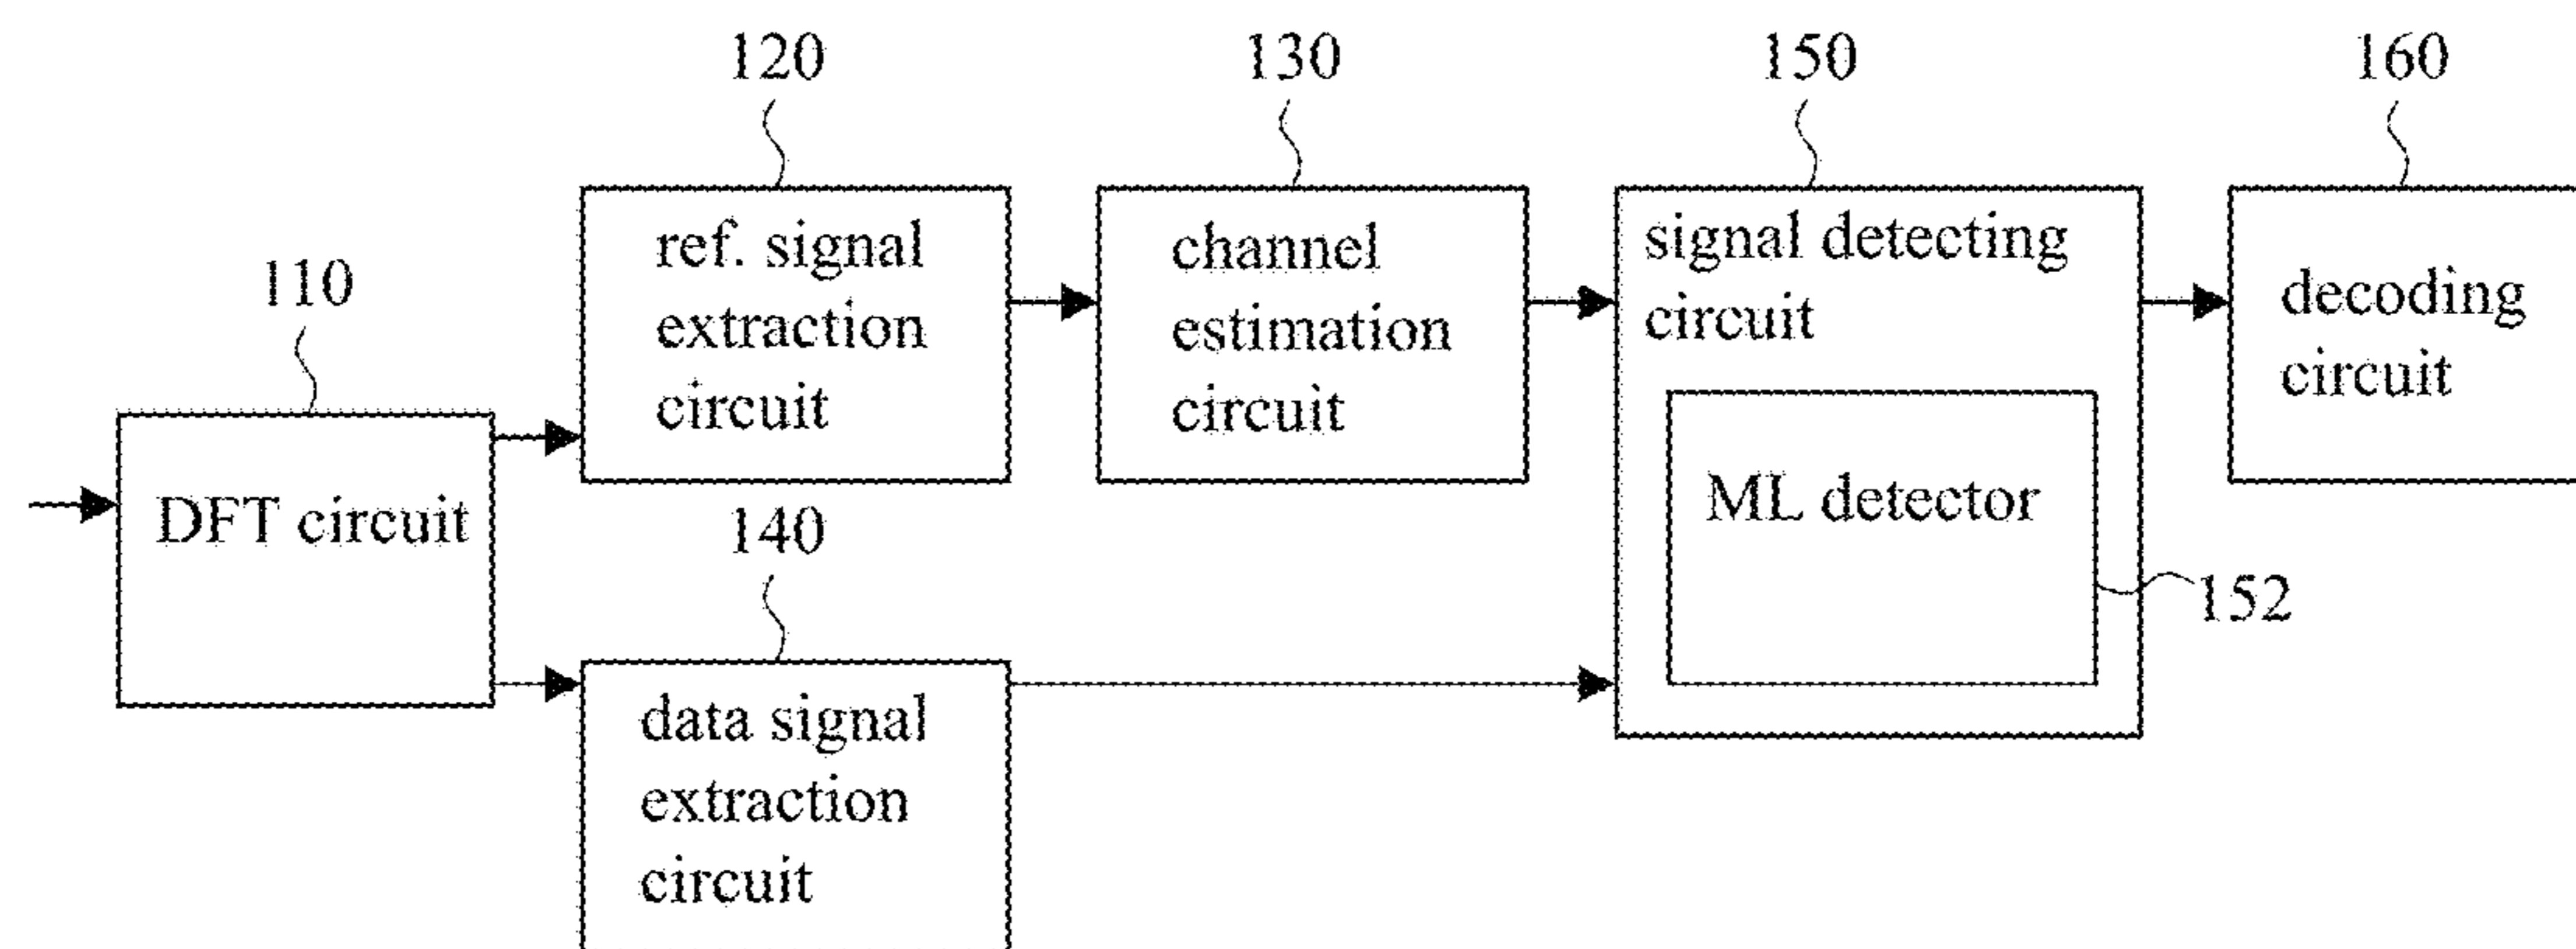 120
130
150
160
110
ref. signal
extraction
circuit
channel
estimation
circuit
signal detecting
circuit
decoding
circuit
DFT circuit
ML detector
140
152
data signal
extraction
circuit